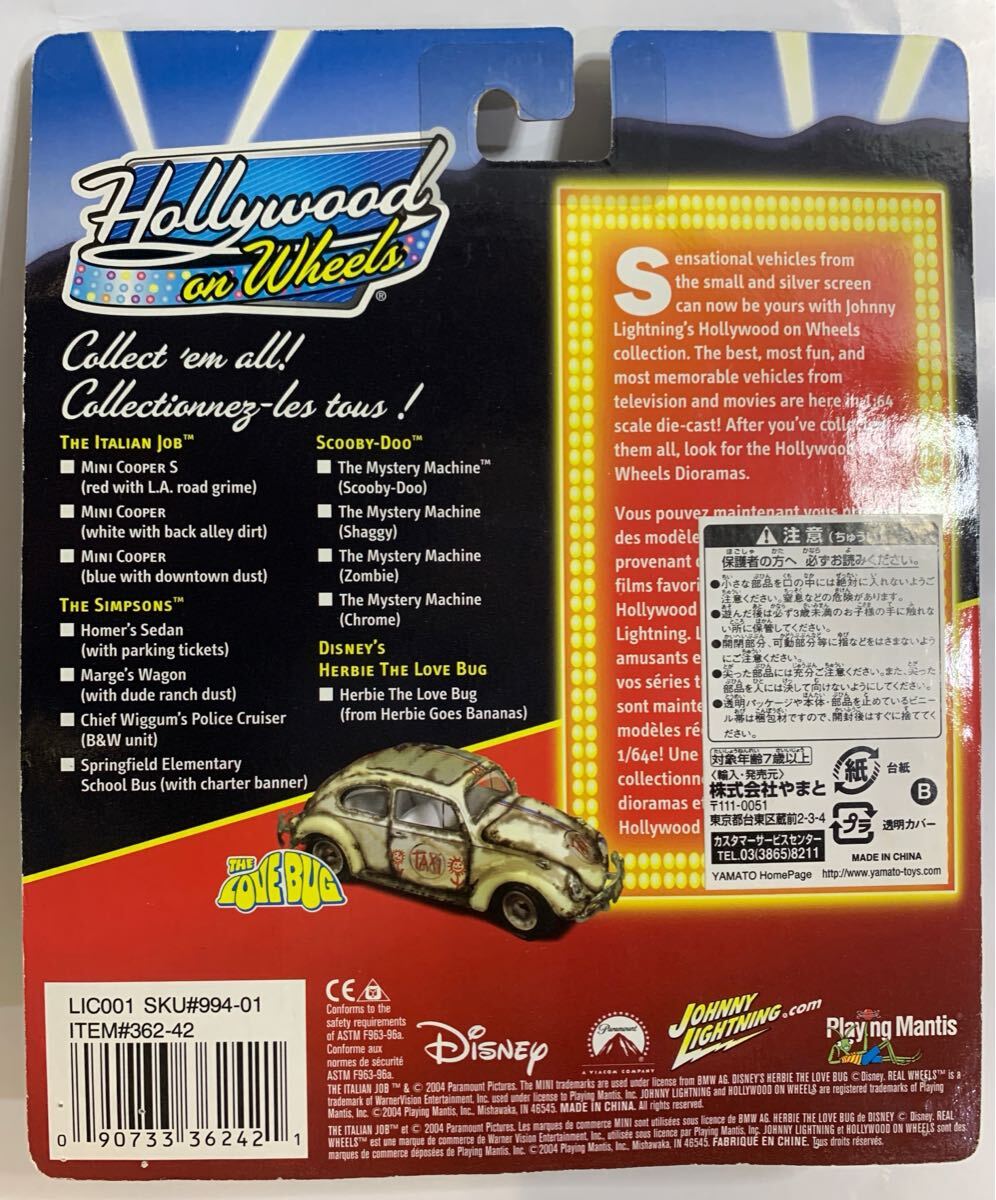 Hollywood
on Wheels
®
Collect 'em all!
Collectionnez-les tous !
THE ITALIAN JOB™
MINI COOPER S
(red with L.A. road grime)
MINI COOPER
(white with back alley dirt)
MINI COOPER
(blue with downtown dust)
THE SIMPSONS™
Homer's Sedan
(with parking tickets)
Marge's Wagon
(with dude ranch dust)
Chief Wiggum's Police Cruiser
(B&W unit)
Springfield Elementary
School Bus (with charter banner)
SCOOBY-DOO™
The Mystery Machine™
(Scooby-Doo)
The Mystery Machine
(Shaggy)
The Mystery Machine
(Zombie)
The Mystery Machine
(Chrome)
DISNEY'S
HERBIE THE LOVE BUG
Herbie The Love Bug
(from Herbie Goes Bananas)
Sensational vehicles from
the small and silver screen
can now be yours with Johnny
Lightning's Hollywood on Wheels
collection. The best, most fun, and
most memorable vehicles from
television and movies are here in 1:64
scale die-cast! After you've
them all, look for the Hollywood
Wheels Dioramas.
Vous pouvez maintenant vous
des modèle
provenant
films favori
Hollywood
Lightning.
amusants e
vos séries t
sont mainte
modèles ré
1/64e! Une
collectionn
dioramas e
Hollywood
注意 (ちゅうい
保護者の方へ 必ずお読みください。
●小さな部品を口の中には絶対に入れないようご
注意ください。窒息などの危険があります。
●遊んだ後は必ず3歳未満のお子様の手に触れな
い所に保管してください。
●開閉部分、可動部分等に指などをはさまないよう
にご注意ください。
●尖った部品には充分ご注意ください。また、尖った
部品を人には決して向けないようにしてください。
●透明パッケージや本体・部品を止めているビニー
ル帯は梱包材ですので、開封後はすぐに捨ててく
ださい。
対象年齢7歳以上
〈輸入・発売元〉
株式会社やまと
〒111-0051
東京都台東区蔵前2-3-4
カスタマーサービスセンター
TEL.03(3865)8211
紙 台紙
プラ 透明カバー
B
MADE IN CHINA
YAMATO HomePage http://www.yamato-toys.com
TAXI
THE
LOVE BUG
LIC001 SKU#994-01
ITEM#362-42
0 90733 36242 1
CE
Conforms to the
safety requirements
of ASTM F963-96a.
Conforme aux
normes de sécurité
ASTM F963-96a.
Disney
Paramount
A VIACOM COMPANY
JOHNNY
LIGHTNING.com
Playing Mantis
THE ITALIAN JOB ™ & © 2004 Paramount Pictures. The MINI trademarks are used under license from BMW AG. DISNEY'S HERBIE THE LOVE BUG © Disney. REAL WHEELS™ is a
trademark of WarnerVision Entertainment, Inc. used under license to Playing Mantis, Inc. JOHNNY LIGHTNING and HOLLYWOOD ON WHEELS are registered trademarks of Playing
Mantis, Inc. © 2004 Playing Mantis, Inc., Mishawaka, IN 46545. MADE IN CHINA. All rights reserved.
THE ITALIAN JOB™ et © 2004 Paramount Pictures. Les marques de commerce MINI sont utilisées sous licence de BMW AG. HERBIE THE LOVE BUG de DISNEY © Disney. REAL
WHEELS™ est une marque de commerce de Warner Vision Entertainment, Inc. utilisée sous licence par Playing Mantis, Inc. JOHNNY LIGHTNING et HOLLYWOOD ON WHEELS sont des
marques de commerce déposées de Playing Mantis, Inc. © 2004 Playing Mantis, Inc., Mishawaka, IN 46545. FABRIQUÉ EN CHINE. Tous droits réservés.